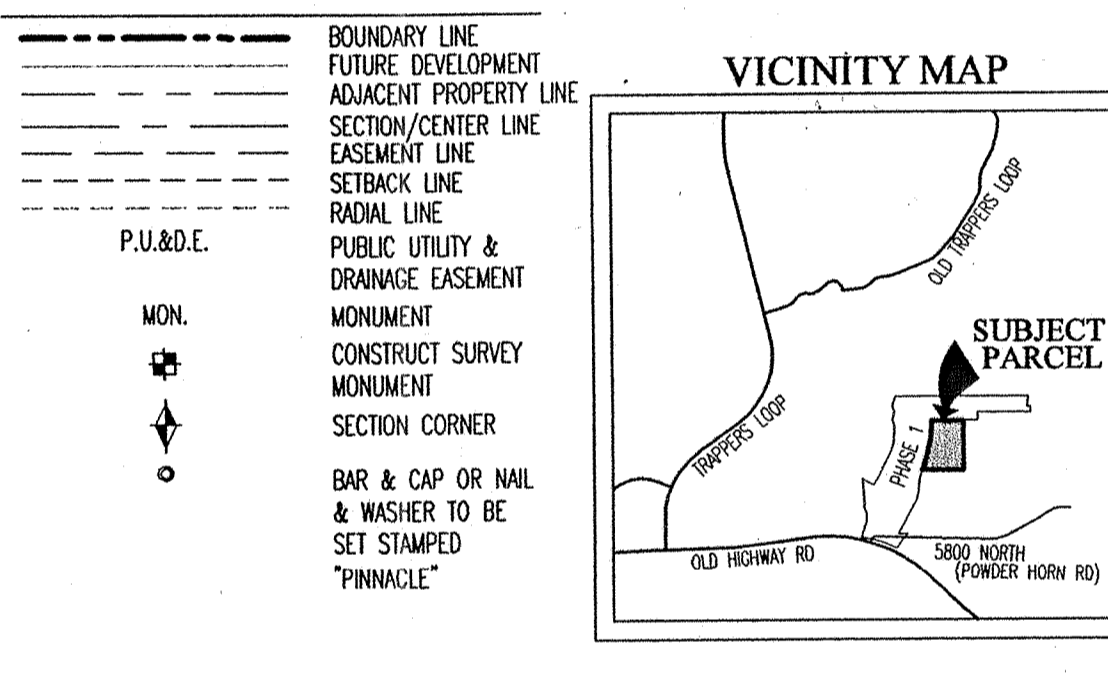 BOUNDARY LINE
FUTURE DEVELOPMENT
ADJACENT PROPERTY LINE
SECTION/CENTER LINE
EASEMENT LINE
SETBACK LINE
RADIAL LINE
P.U.&D.E.
PUBLIC UTILITY &
DRAINAGE EASEMENT
MON.
MONUMENT
CONSTRUCT SURVEY
MONUMENT
SECTION CORNER
BAR & CAP OR NAIL
& WASHER TO BE
SET STAMPED
"PINNACLE"
VICINITY MAP
OLD TRAPPERS LOOP
SUBJECT
PARCEL
TRAPPERS LOOP
PHASE 1
OLD HIGHWAY RD
5800 NORTH
(POWDER HORN RD)